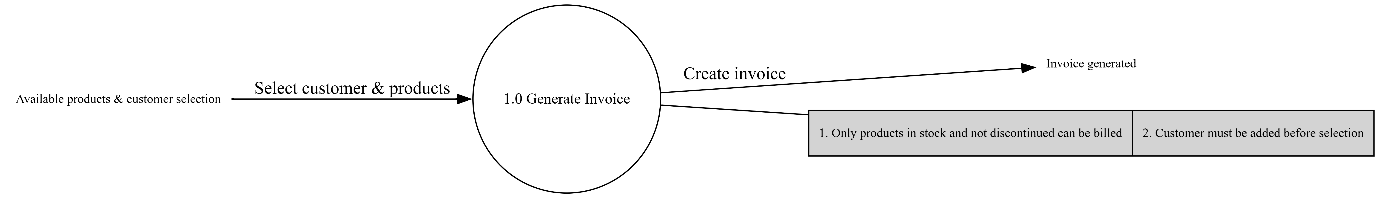 Available products & customer selection
Select customer & products
1.0 Generate Invoice
Create invoice
Invoice generated
1. Only products in stock and not discontinued can be billed
2. Customer must be added before selection